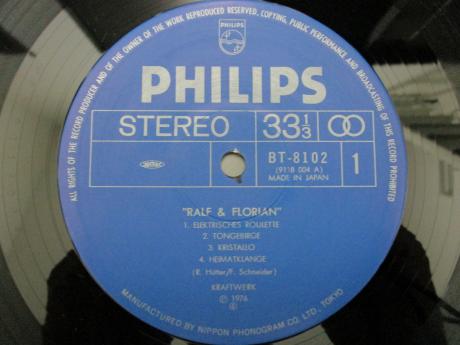 ALL RIGHTS OF THE RECORD PRODUCER AND OF THE OWNER OF THE WORK REPRODUCED RESERVED, COPYING, PUBLIC PERFORMANCE AND BROADCASTING OF THIS RECORD PROHIBITED
PHILIPS
PHILIPS
STEREO 33 1/3
BT-8102
(9118 004 A)
MADE IN JAPAN
1
"RALF & FLORIAN"
1. ELEKTRISCHES ROULETTE
2. TONGEBIRGE
3. KRISTALLO
4. HEIMATKLANGE
(R. Hütter/F. Schneider)
KRAFTWERK
Ⓟ 1976
MANUFACTURED BY NIPPON PHONOGRAM CO. LTD., TOKYO